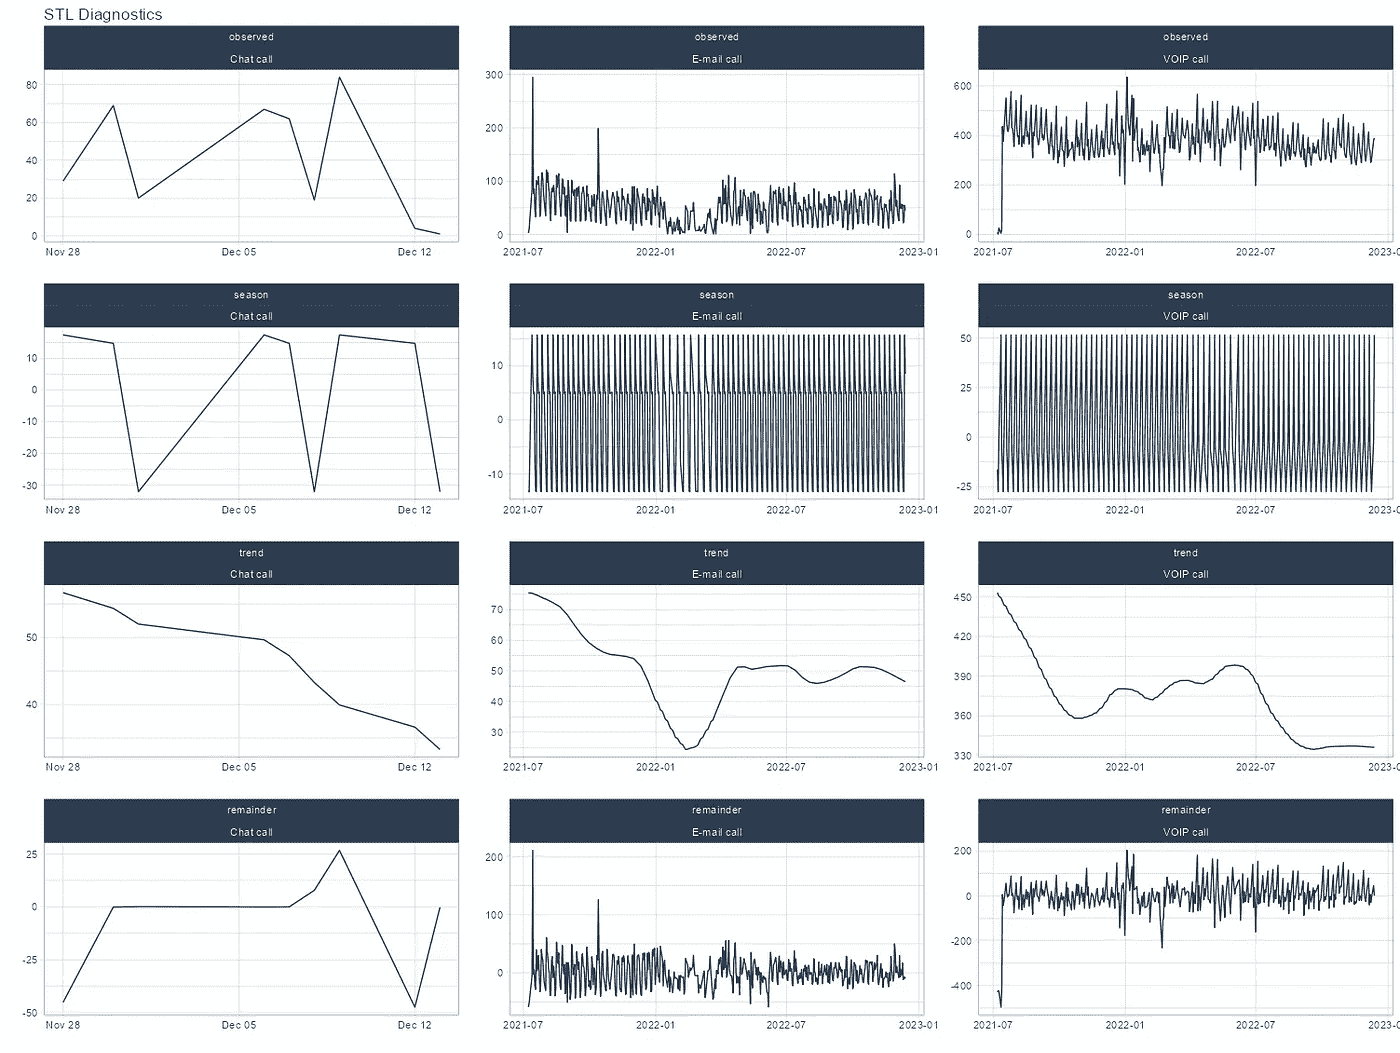 STL Diagnostics
observed
Chat call
80
60
40
20
0
Nov 28 Dec 05 Dec 12
observed
E-mail call
300
200
100
0
2021-07 2022-01 2022-07 2023-01
observed
VOIP call
600
400
200
0
2021-07 2022-01 2022-07 2023-0
season
Chat call
10
0
-10
-20
-30
Nov 28 Dec 05 Dec 12
season
E-mail call
10
0
-10
2021-07 2022-01 2022-07 2023-01
season
VOIP call
50
25
0
-25
2021-07 2022-01 2022-07 2023-0
trend
Chat call
50
40
Nov 28 Dec 05 Dec 12
trend
E-mail call
70
60
50
40
30
2021-07 2022-01 2022-07 2023-01
trend
VOIP call
450
420
390
360
330
2021-07 2022-01 2022-07 2023-0
remainder
Chat call
25
0
-25
-50
Nov 28 Dec 05 Dec 12
remainder
E-mail call
200
100
0
2021-07 2022-01 2022-07 2023-01
remainder
VOIP call
200
0
-200
-400
2021-07 2022-01 2022-07 2023-0